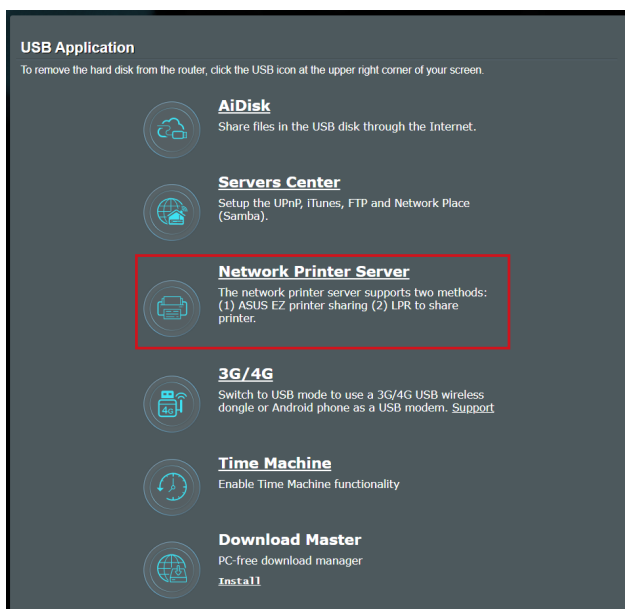 USB Application
To remove the hard disk from the router, click the USB icon at the upper right corner of your screen.
AiDisk
Share files in the USB disk through the Internet.
Servers Center
Setup the UPnP, iTunes, FTP and Network Place
(Samba).
Network Printer Server
The network printer server supports two methods:
(1) ASUS EZ printer sharing (2) LPR to share
printer.
3G/4G
Switch to USB mode to use a 3G/4G USB wireless
dongle or Android phone as a USB modem. Support
4G
Time Machine
Enable Time Machine functionality
Download Master
PC-free download manager
Install